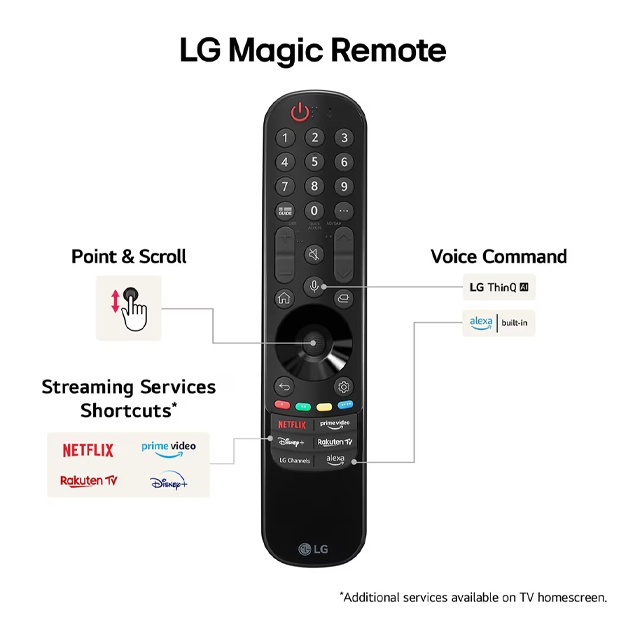 LG Magic Remote
1 2 3
4 5 6
7 8 9
GUIDE 0 ...
Point & Scroll
Voice Command
LG ThinQ AI
alexa | built-in
Streaming Services
Shortcuts*
NETFLIX prime video
Rakuten TV Disney+
NETFLIX prime video
Disney+ Rakuten TV
LG Channels alexa
LG
*Additional services available on TV homescreen.